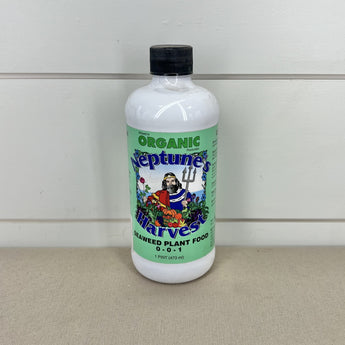 ORGANIC
Neptune's
Harvest
SEAWEED PLANT FOOD
0 - 0 - 1
1 PINT (473 ml)